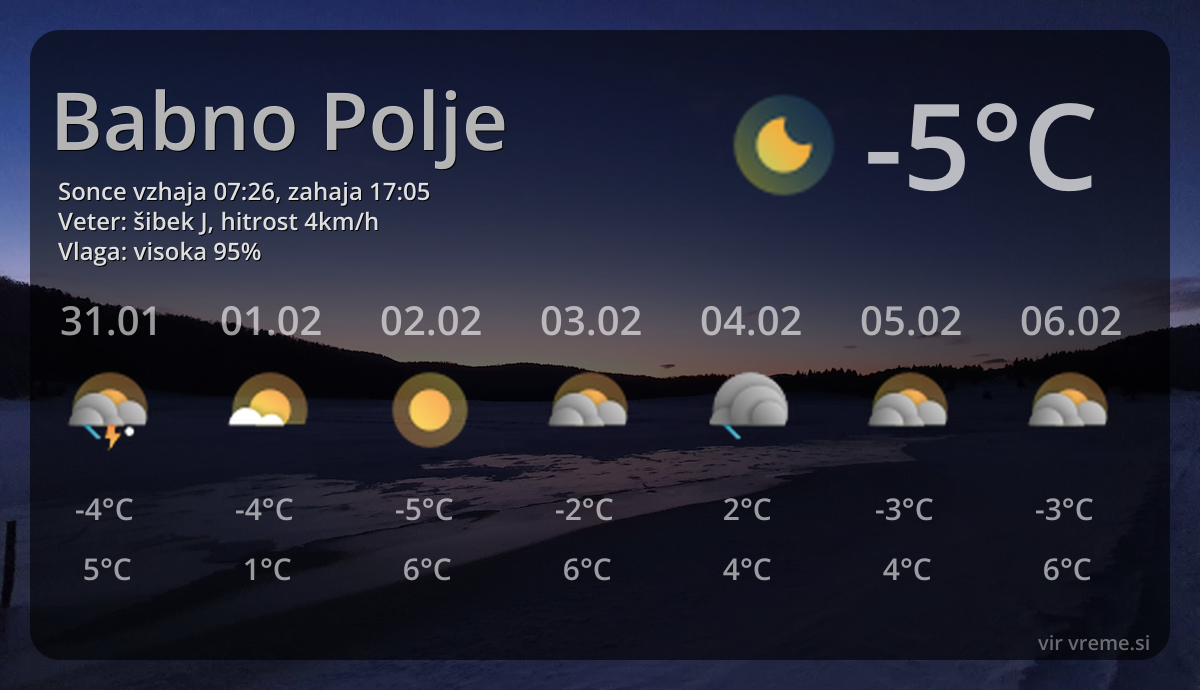 Babno Polje
-5°C
Sonce vzhaja 07:26, zahaja 17:05
Veter: šibek J, hitrost 4km/h
Vlaga: visoka 95%
31.01 01.02 02.02 03.02 04.02 05.02 06.02
-4°C -4°C -5°C -2°C 2°C -3°C -3°C
5°C 1°C 6°C 6°C 4°C 4°C 6°C
vir vreme.si